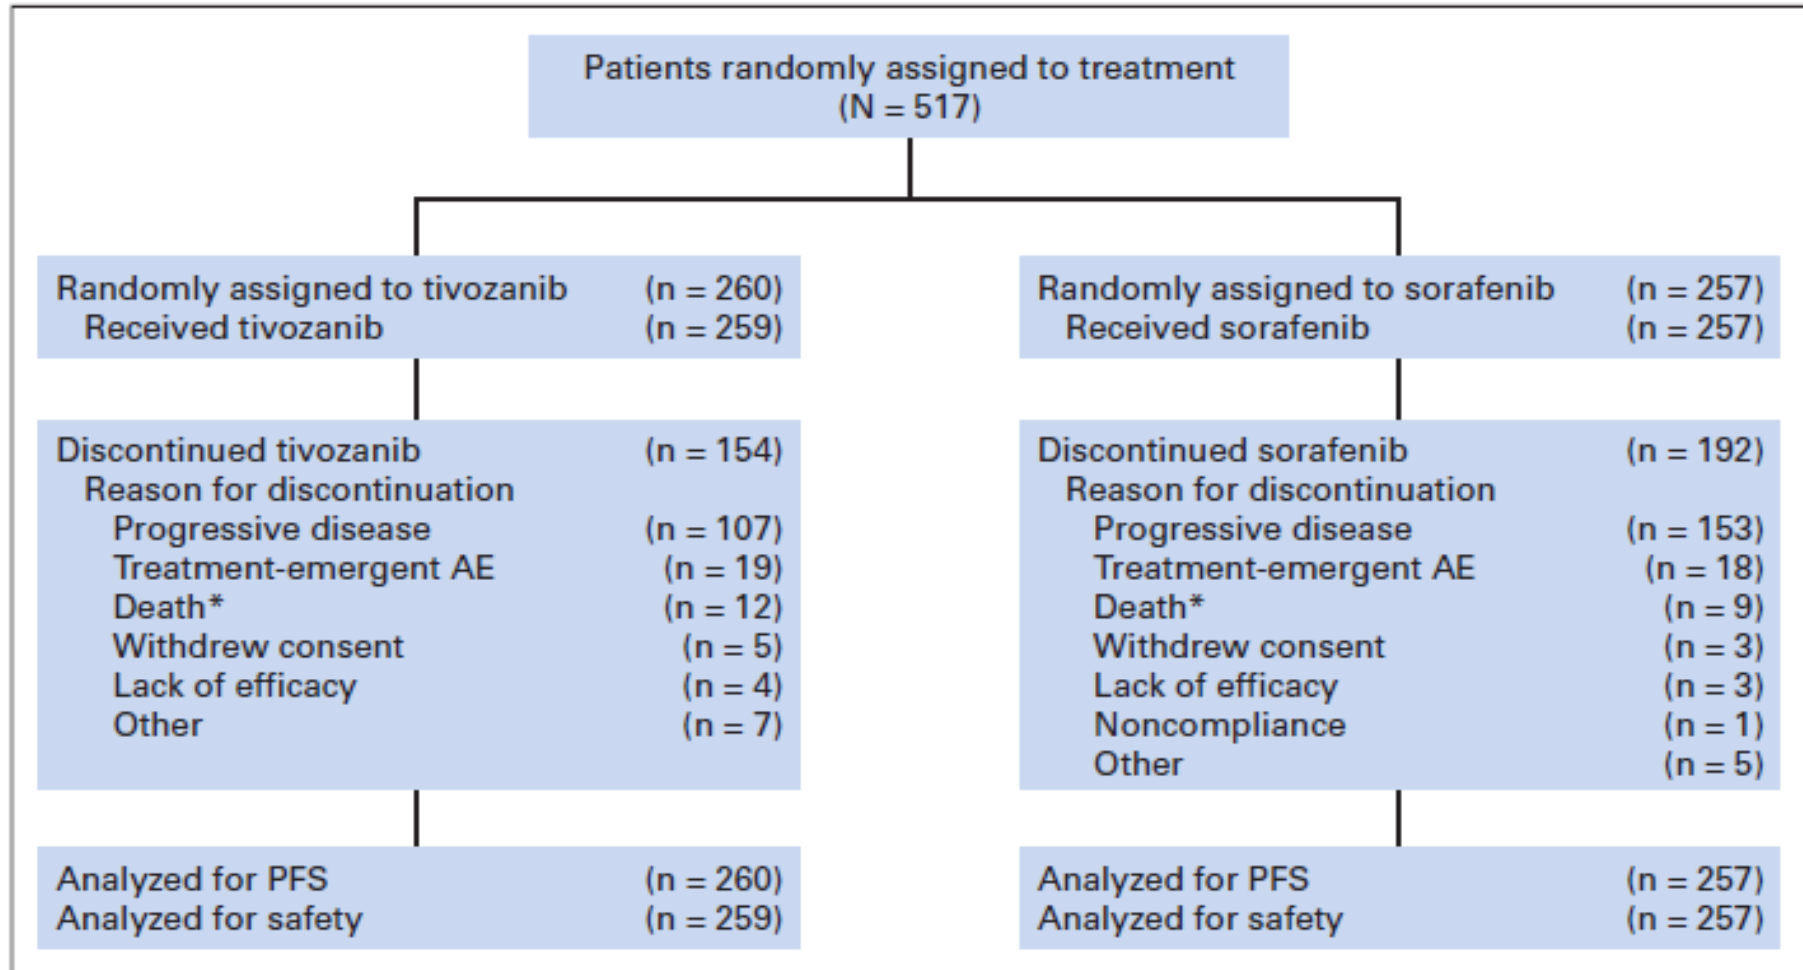 Patients randomly assigned to treatment
(N = 517)
Randomly assigned to tivozanib (n = 260)
Received tivozanib (n = 259)
Discontinued tivozanib (n = 154)
Reason for discontinuation
Progressive disease (n = 107)
Treatment-emergent AE (n = 19)
Death* (n = 12)
Withdrew consent (n = 5)
Lack of efficacy (n = 4)
Other (n = 7)
Analyzed for PFS (n = 260)
Analyzed for safety (n = 259)
Randomly assigned to sorafenib (n = 257)
Received sorafenib (n = 257)
Discontinued sorafenib (n = 192)
Reason for discontinuation
Progressive disease (n = 153)
Treatment-emergent AE (n = 18)
Death* (n = 9)
Withdrew consent (n = 3)
Lack of efficacy (n = 3)
Noncompliance (n = 1)
Other (n = 5)
Analyzed for PFS (n = 257)
Analyzed for safety (n = 257)